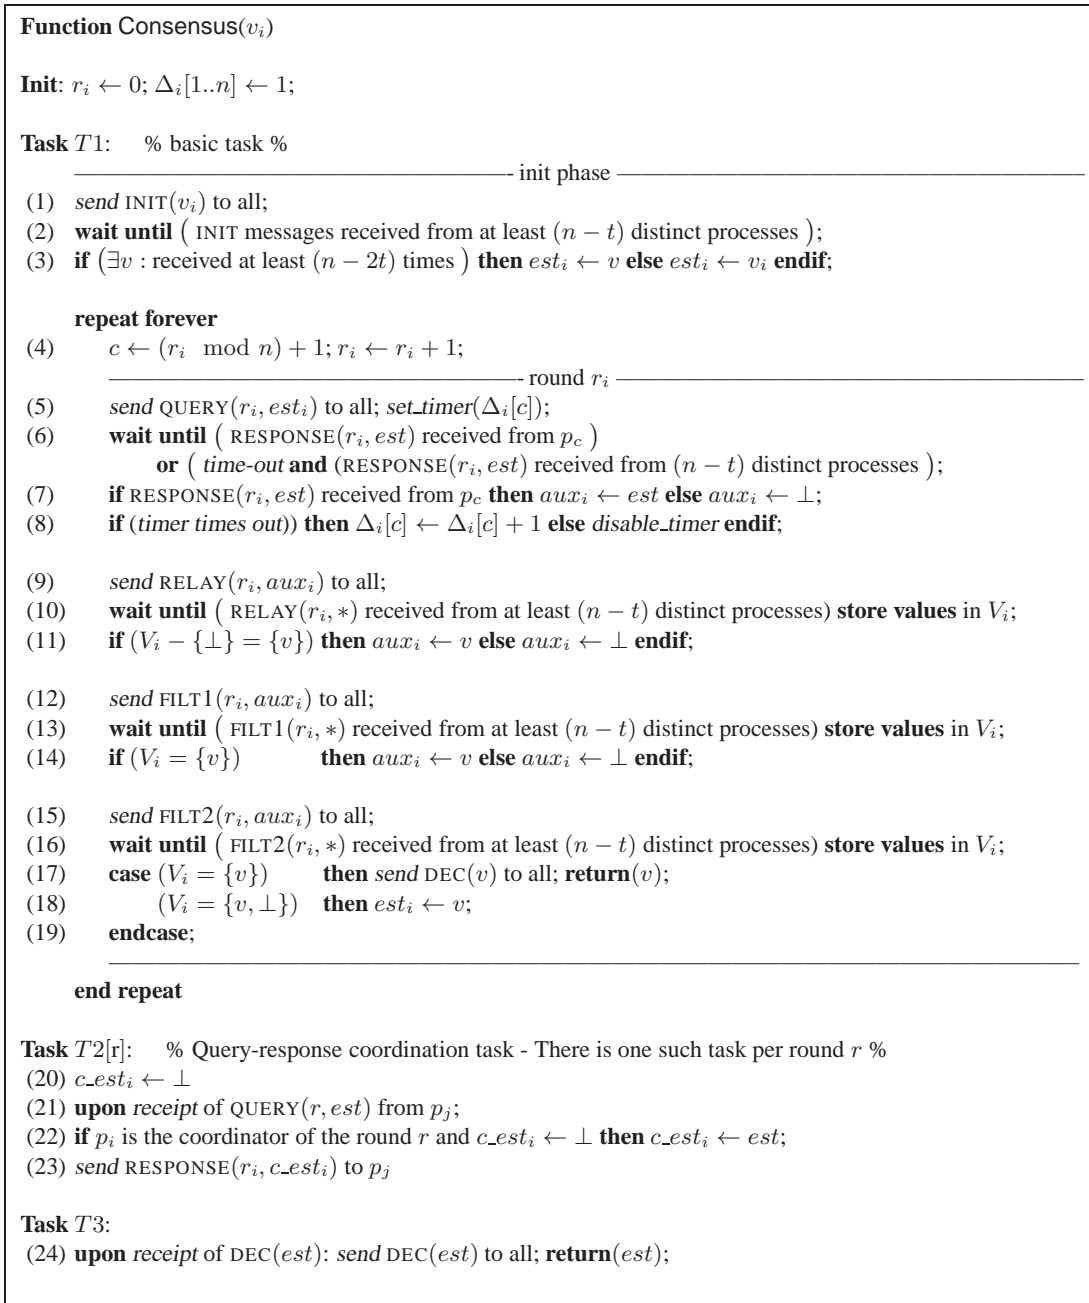 Function Consensus(v_i)
Init: r_i ← 0; Δ_i[1..n] ← 1;
Task T1: % basic task %
——————————————- init phase ———————————————
(1) send INIT(v_i) to all;
(2) wait until ( INIT messages received from at least (n − t) distinct processes );
(3) if (∃v : received at least (n − 2t) times ) then est_i ← v else est_i ← v_i endif;
repeat forever
(4) c ← (r_i mod n) + 1; r_i ← r_i + 1;
——————————————- round r_i ———————————————
(5) send QUERY(r_i, est_i) to all; set_timer(Δ_i[c]);
(6) wait until ( RESPONSE(r_i, est) received from p_c )
or ( time-out and (RESPONSE(r_i, est) received from (n − t) distinct processes );
(7) if RESPONSE(r_i, est) received from p_c then aux_i ← est else aux_i ← ⊥;
(8) if (timer times out)) then Δ_i[c] ← Δ_i[c] + 1 else disable_timer endif;
(9) send RELAY(r_i, aux_i) to all;
(10) wait until ( RELAY(r_i, ∗) received from at least (n − t) distinct processes) store values in V_i;
(11) if (V_i − {⊥} = {v}) then aux_i ← v else aux_i ← ⊥ endif;
(12) send FILT1(r_i, aux_i) to all;
(13) wait until ( FILT1(r_i, ∗) received from at least (n − t) distinct processes) store values in V_i;
(14) if (V_i = {v}) then aux_i ← v else aux_i ← ⊥ endif;
(15) send FILT2(r_i, aux_i) to all;
(16) wait until ( FILT2(r_i, ∗) received from at least (n − t) distinct processes) store values in V_i;
(17) case (V_i = {v}) then send DEC(v) to all; return(v);
(18) (V_i = {v, ⊥}) then est_i ← v;
(19) endcase;
end repeat
Task T2[r]: % Query-response coordination task - There is one such task per round r %
(20) c_est_i ← ⊥
(21) upon receipt of QUERY(r, est) from p_j;
(22) if p_i is the coordinator of the round r and c_est_i ← ⊥ then c_est_i ← est;
(23) send RESPONSE(r_i, c_est_i) to p_j
Task T3:
(24) upon receipt of DEC(est): send DEC(est) to all; return(est);